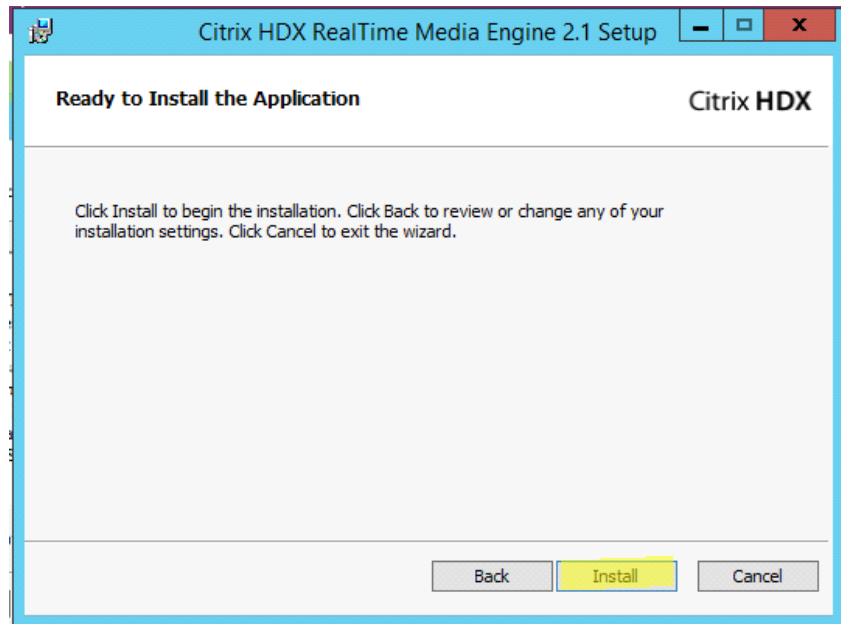 Citrix HDX RealTime Media Engine 2.1 Setup
Ready to Install the Application
Citrix HDX
Click Install to begin the installation. Click Back to review or change any of your
installation settings. Click Cancel to exit the wizard.
Back
Install
Cancel